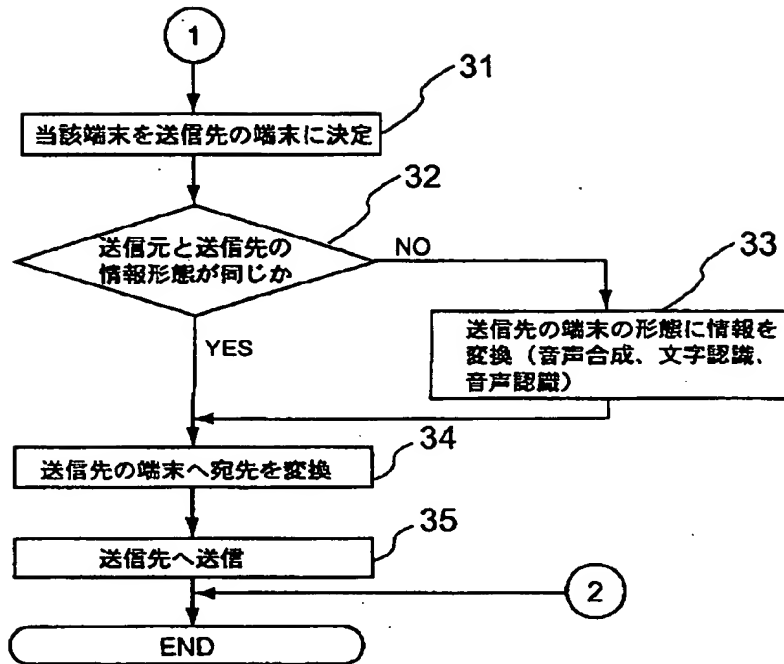 1
31
当該端末を送信先の端末に決定
32
送信元と送信先の
情報形態が同じか
NO
33
送信先の端末の形態に情報を
変換（音声合成、文字認識、
音声認識）
YES
34
送信先の端末へ宛先を変換
35
送信先へ送信
2
END